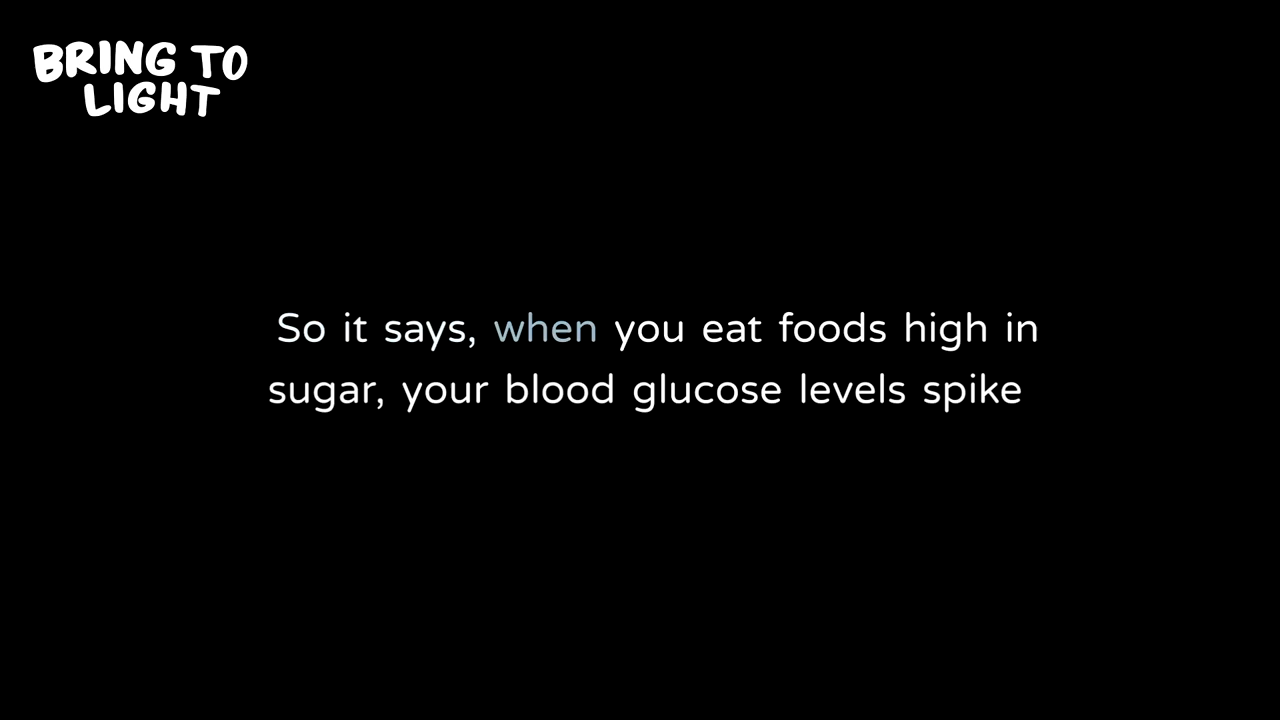 BRING TO
LIGHT
So it says, when you eat foods high in
sugar, your blood glucose levels spike